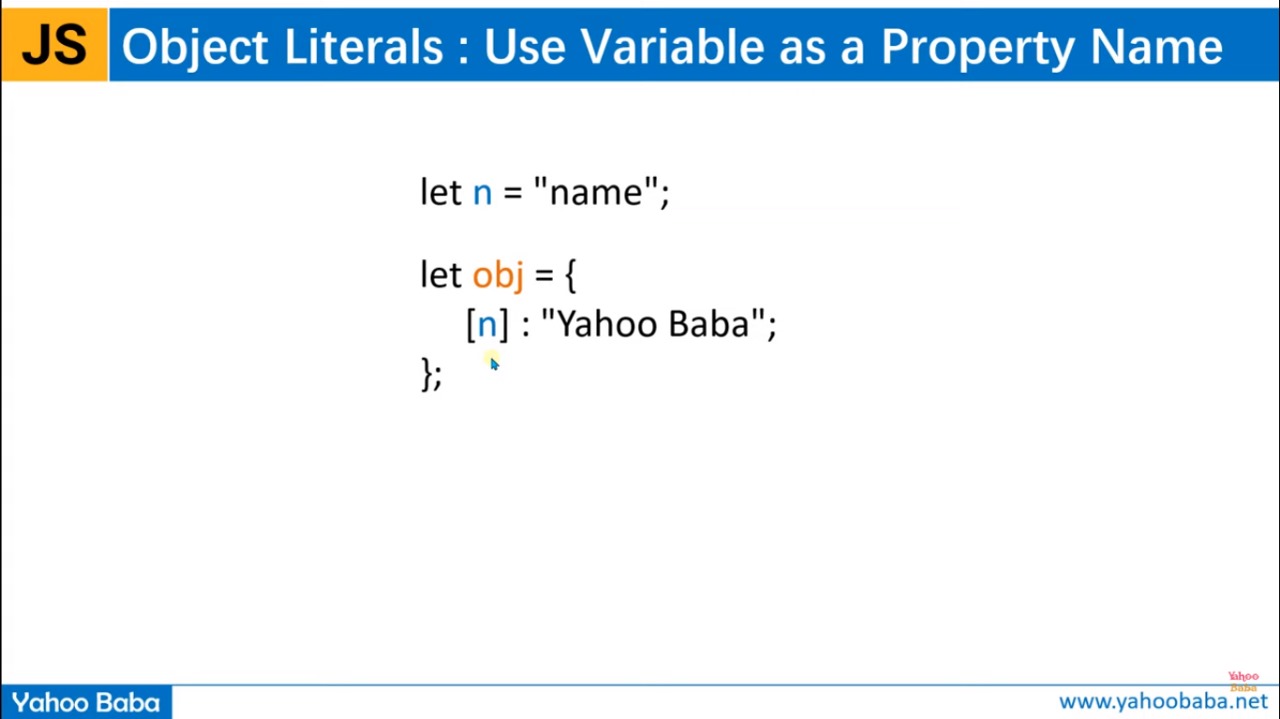 JS
Object Literals : Use Variable as a Property Name
let n = "name";
let obj = {
[n] : "Yahoo Baba";
};
Yahoo
Baba
Yahoo Baba
www.yahoobaba.net